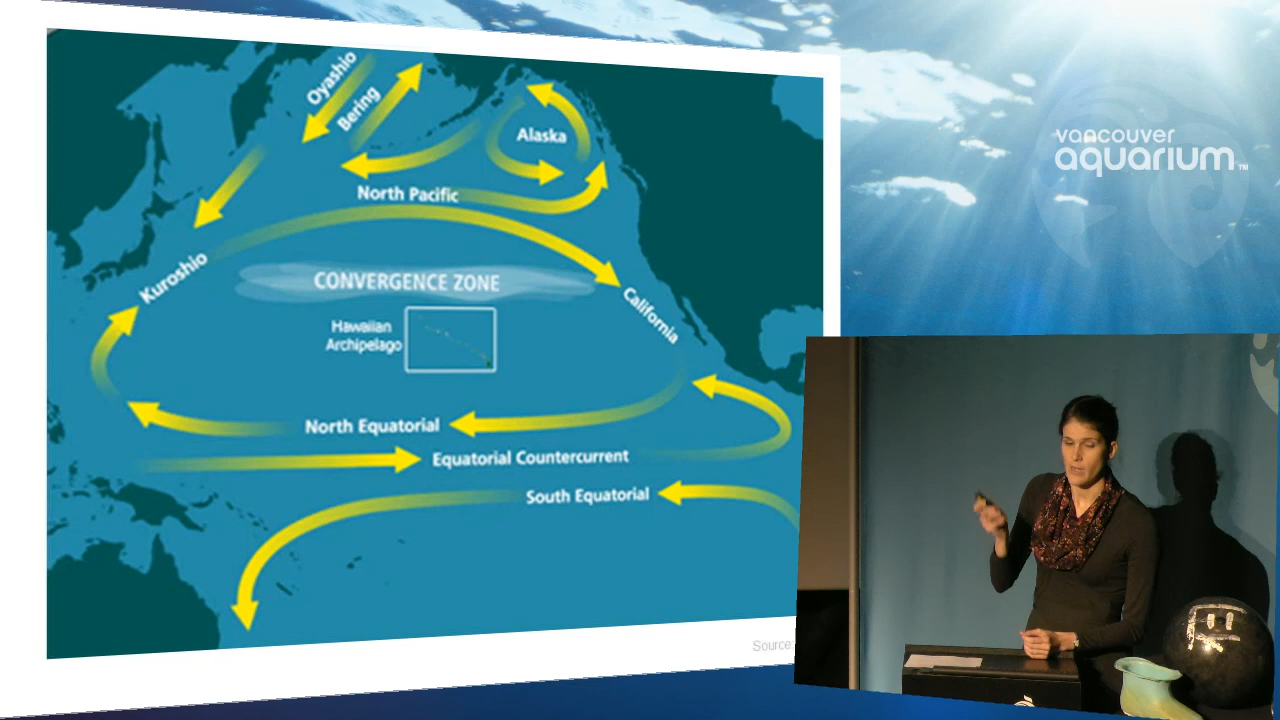 Oyashio
Bering
Alaska
North Pacific
Kuroshio
CONVERGENCE ZONE
California
Hawaiian
Archipelago
North Equatorial
Equatorial Countercurrent
South Equatorial
Source:
vancouver
aquarium™